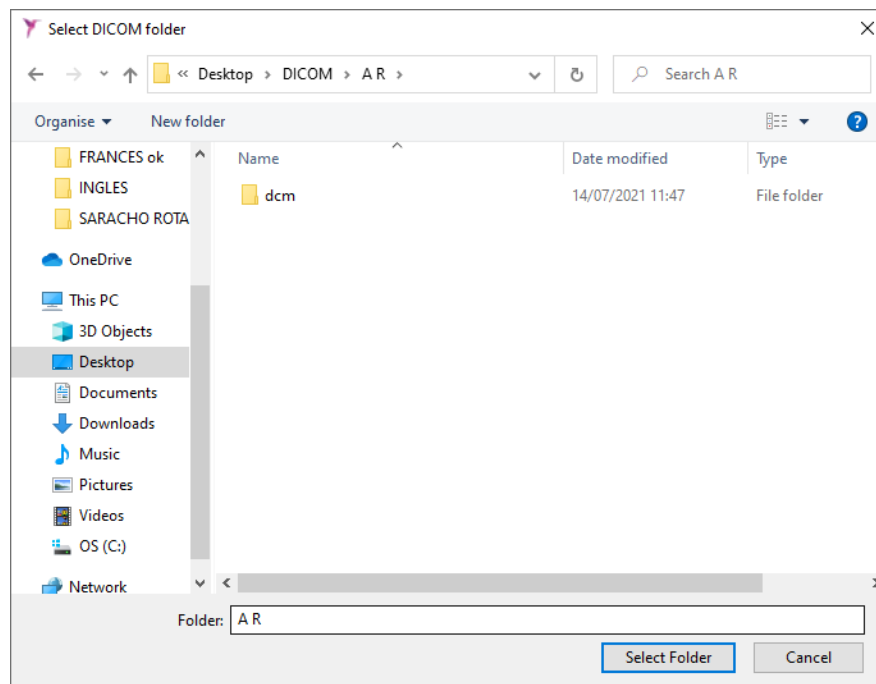 Select DICOM folder
« Desktop > DICOM > A R >
Search A R
Organise
New folder
Name
Date modified
Type
FRANCES ok
INGLES
SARACHO ROTA
dcm
14/07/2021 11:47
File folder
OneDrive
This PC
3D Objects
Desktop
Documents
Downloads
Music
Pictures
Videos
OS (C:)
Network
Folder: A R
Select Folder
Cancel